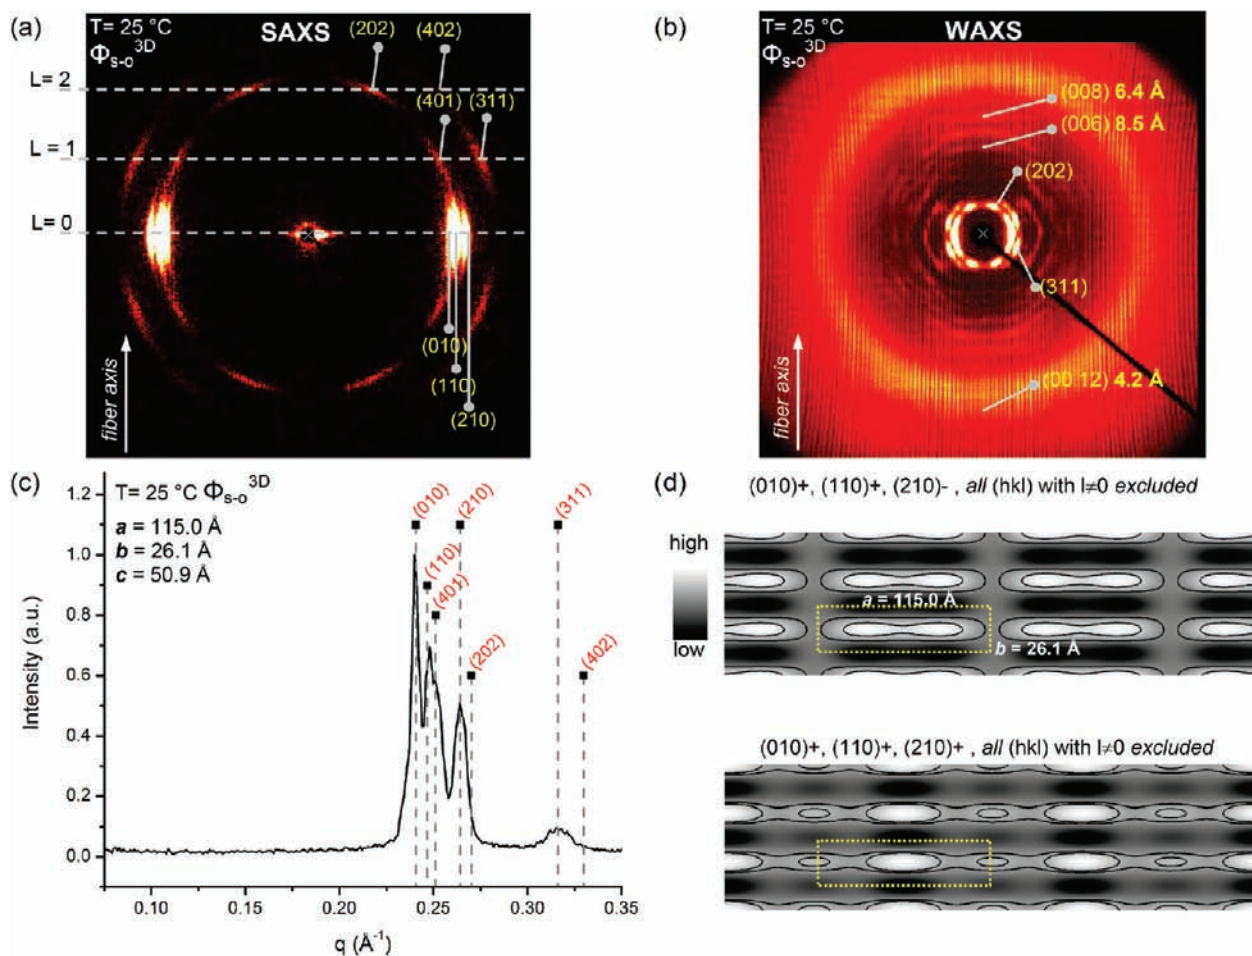 (a)
T= 25 °C
Φs-o3D
SAXS
(202)
(402)
L= 2
(401)
(311)
L= 1
L= 0
(010)
(110)
(210)
fiber axis
(b)
T= 25 °C
Φs-o3D
WAXS
(008) 6.4 Å
(006) 8.5 Å
(202)
(311)
(00 12) 4.2 Å
fiber axis
(c)
T= 25 °C Φs-o3D
a = 115.0 Å
b = 26.1 Å
c = 50.9 Å
(010)
(110)
(401)
(210)
(202)
(311)
(402)
Intensity (a.u.)
1.2
1.0
0.8
0.6
0.4
0.2
0.0
0.10
0.15
0.20
0.25
0.30
0.35
q (Å-1)
(d)
(010)+, (110)+, (210)- , all (hkl) with l≠0 excluded
high
low
a = 115.0 Å
b = 26.1 Å
(010)+, (110)+, (210)+ , all (hkl) with l≠0 excluded